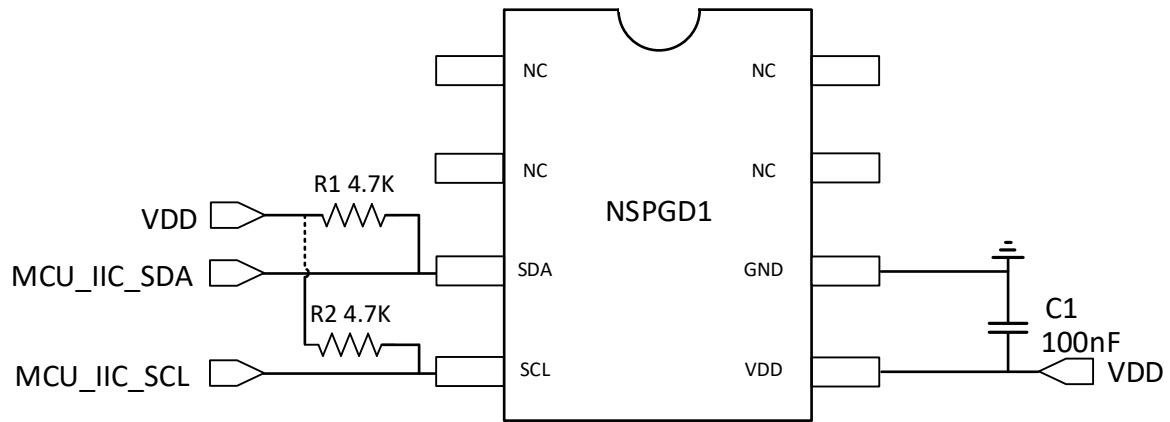 NC
NC
NC
NC
R1 4.7K
NSPGD1
VDD
MCU_IIC_SDA
SDA
GND
R2 4.7K
C1
100nF
MCU_IIC_SCL
SCL
VDD
VDD